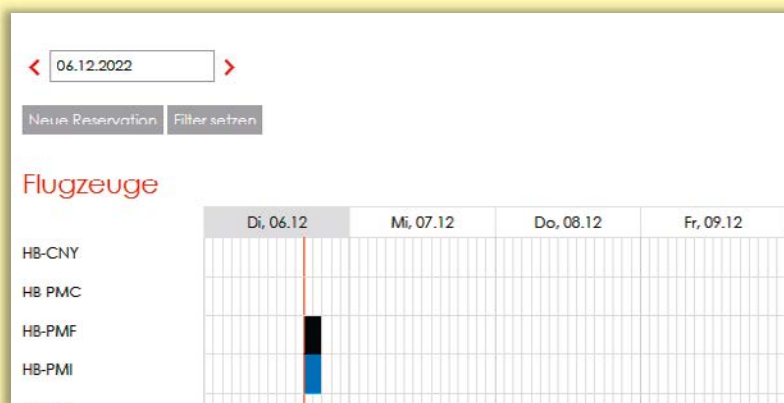 06.12.2022
Neue Reservation Filter setzen
Flugzeuge
Di, 06.12 Mi, 07.12 Do, 08.12 Fr, 09.12
HB-CNY
HB PMC
HB-PMF
HB-PMI